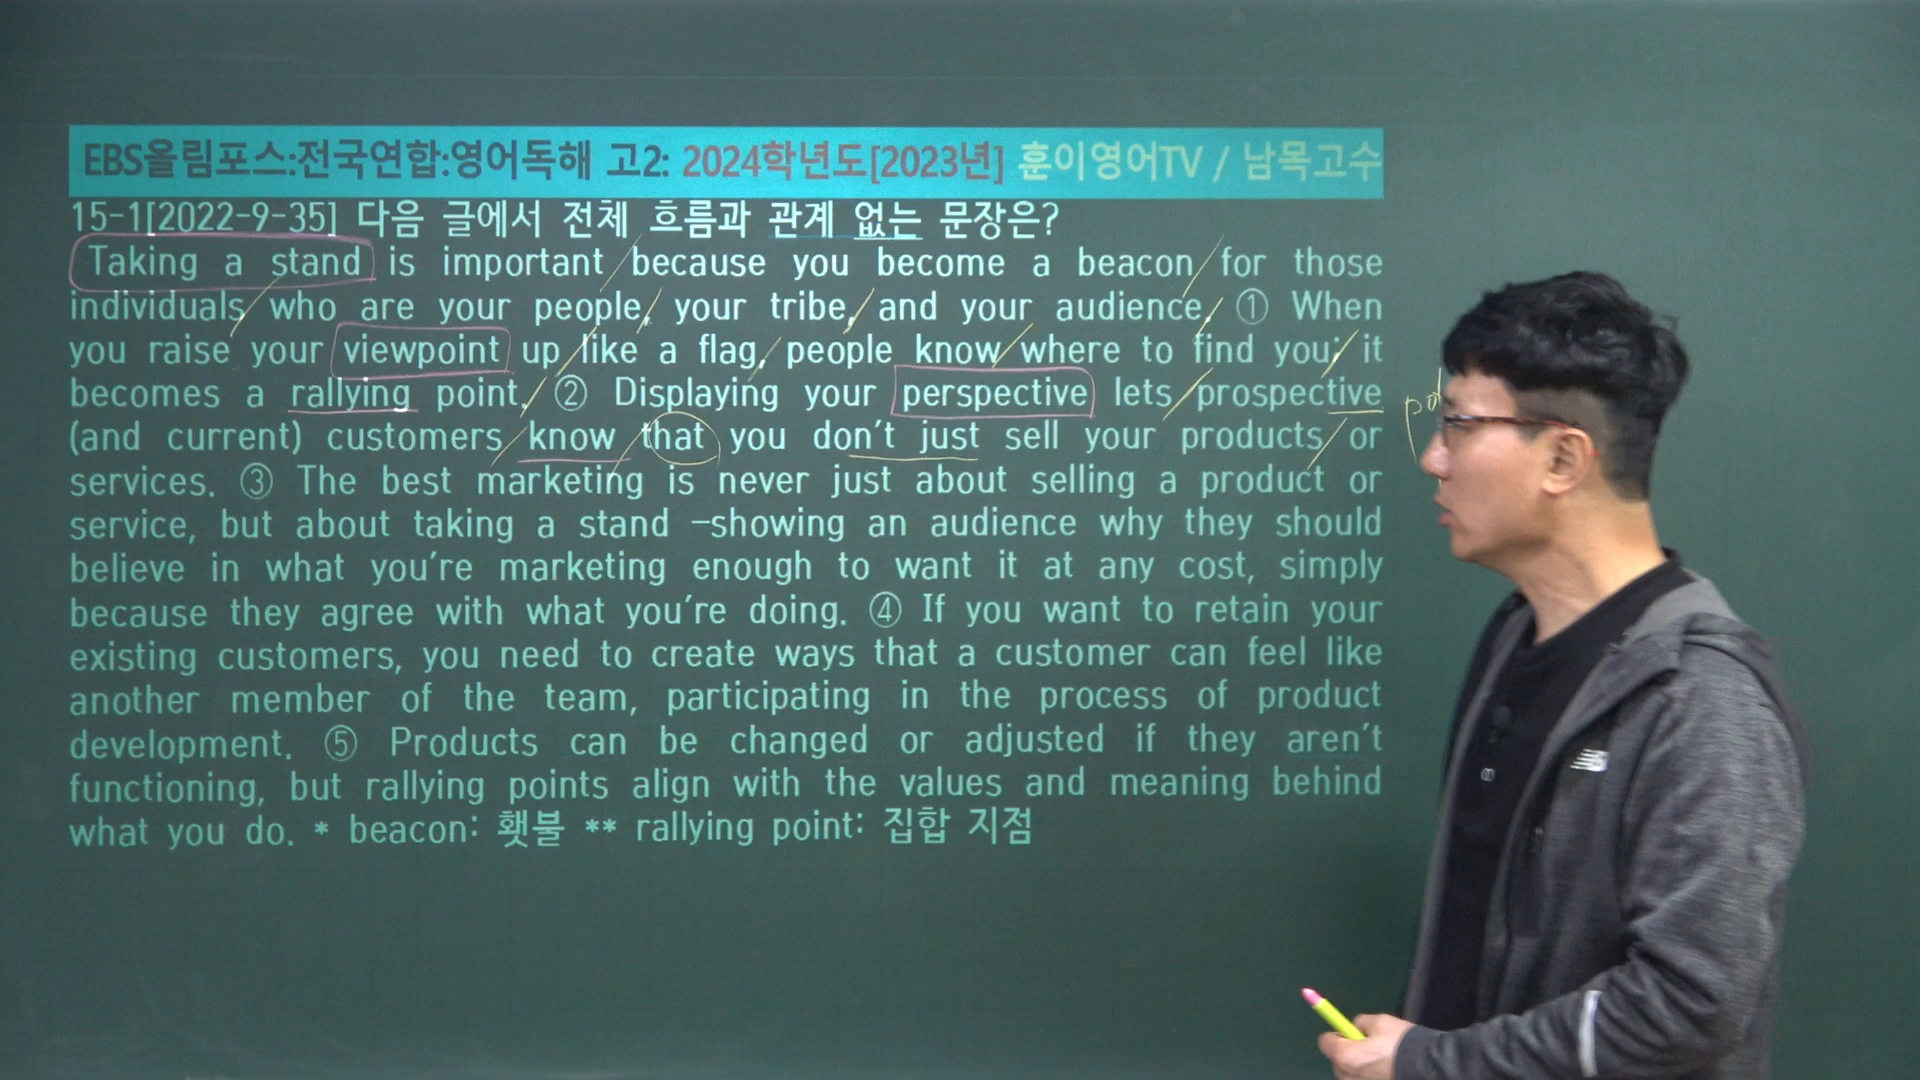 EBS올림포스:전국연합:영어독해 고2: 2024학년도[2023년] 훈이영어TV / 남목고수
15-1[2022-9-35] 다음 글에서 전체 흐름과 관계 없는 문장은?
Taking a stand is important because you become a beacon for those
individuals who are your people, your tribe, and your audience. ① When
you raise your viewpoint up like a flag, people know where to find you; it
becomes a rallying point. ② Displaying your perspective lets prospective
(and current) customers know that you don't just sell your products or
services. ③ The best marketing is never just about selling a product or
service, but about taking a stand –showing an audience why they should
believe in what you're marketing enough to want it at any cost, simply
because they agree with what you're doing. ④ If you want to retain your
existing customers, you need to create ways that a customer can feel like
another member of the team, participating in the process of product
development. ⑤ Products can be changed or adjusted if they aren't
functioning, but rallying points align with the values and meaning behind
what you do. * beacon: 횃불 ** rallying point: 집합 지점